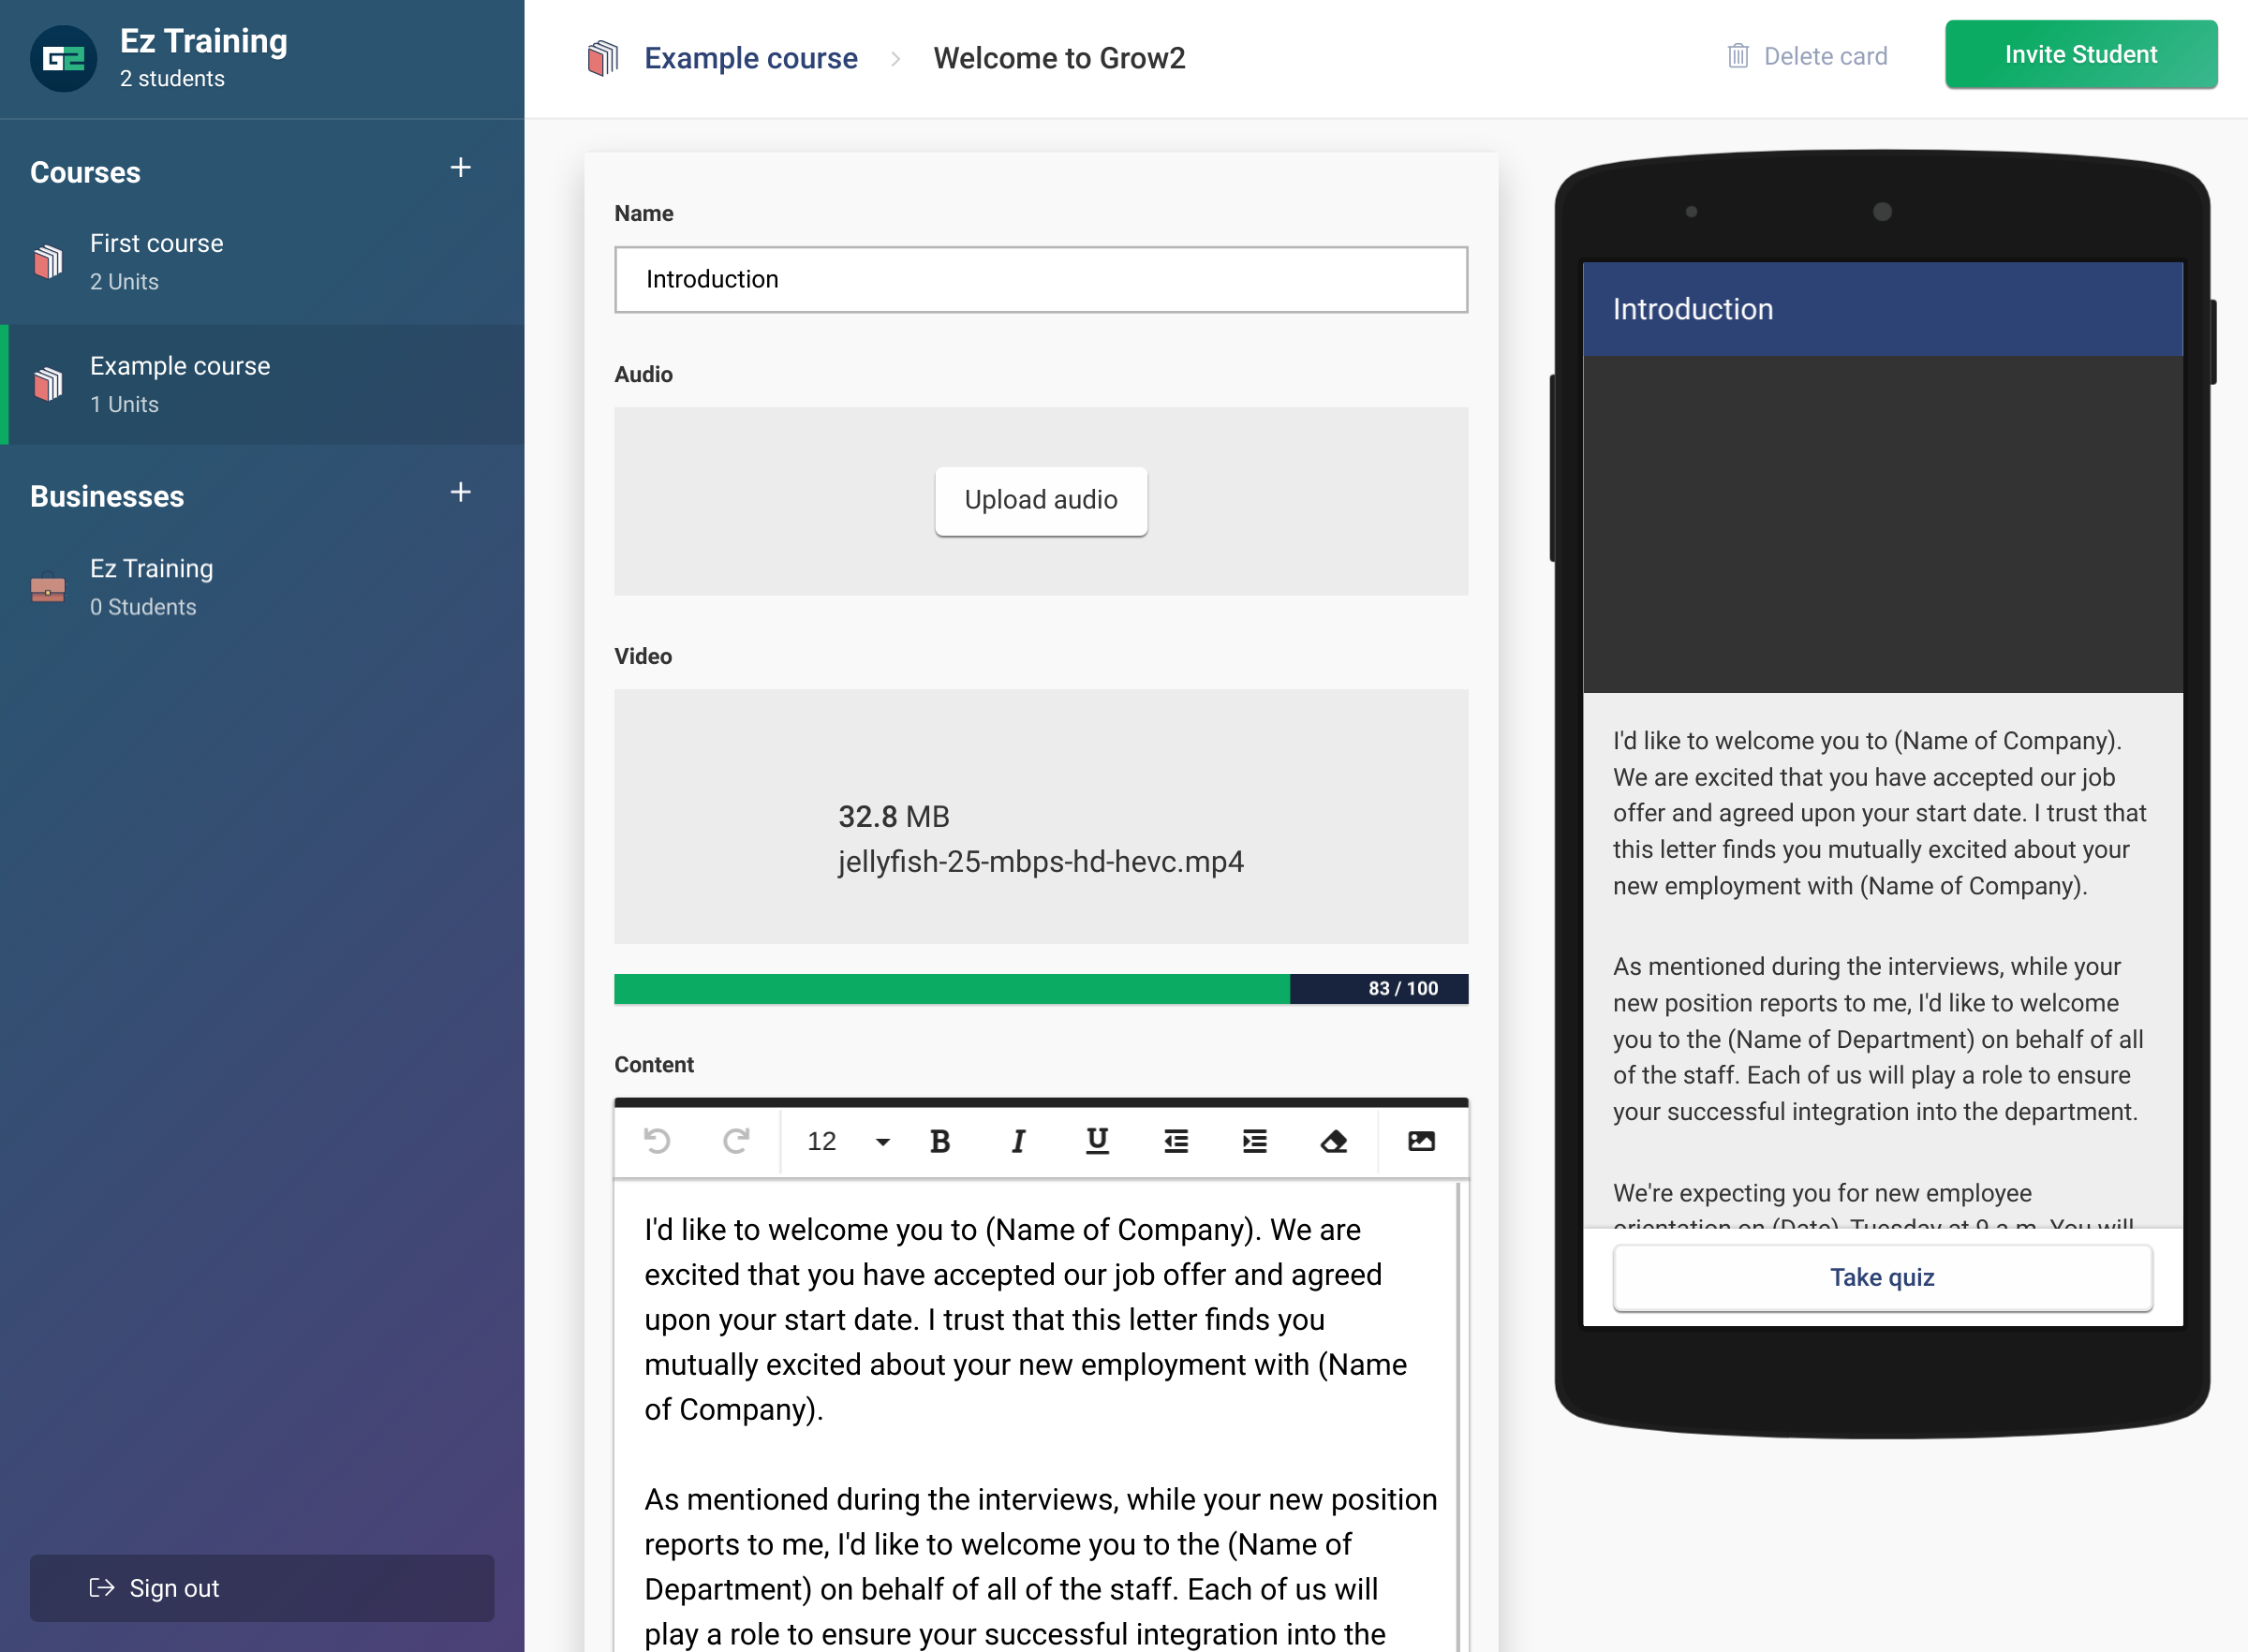 G2
Ez Training
2 students
Courses
First course
2 Units
Example course
1 Units
Businesses
Ez Training
0 Students
Sign out
Example course
Welcome to Grow2
Delete card
Invite Student
Name
Introduction
Audio
Upload audio
Video
32.8 MB
jellyfish-25-mbps-hd-hevc.mp4
83 / 100
Content
12
B I U
I'd like to welcome you to (Name of Company). We are
excited that you have accepted our job offer and agreed
upon your start date. I trust that this letter finds you
mutually excited about your new employment with (Name
of Company).
As mentioned during the interviews, while your new position
reports to me, I'd like to welcome you to the (Name of
Department) on behalf of all of the staff. Each of us will
play a role to ensure your successful integration into the
Introduction
I'd like to welcome you to (Name of Company).
We are excited that you have accepted our job
offer and agreed upon your start date. I trust that
this letter finds you mutually excited about your
new employment with (Name of Company).
As mentioned during the interviews, while your
new position reports to me, I'd like to welcome
you to the (Name of Department) on behalf of all
of the staff. Each of us will play a role to ensure
your successful integration into the department.
We're expecting you for new employee
orientation on (Date), Tuesday at 9 a.m. You will
Take quiz